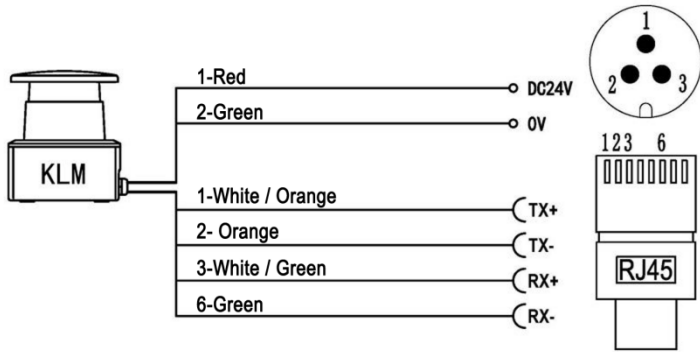 KLM
1-Red
DC24V
2-Green
0V
1-White / Orange
TX+
2- Orange
TX-
3-White / Green
RX+
6-Green
RX-
1
2
3
123
6
RJ45